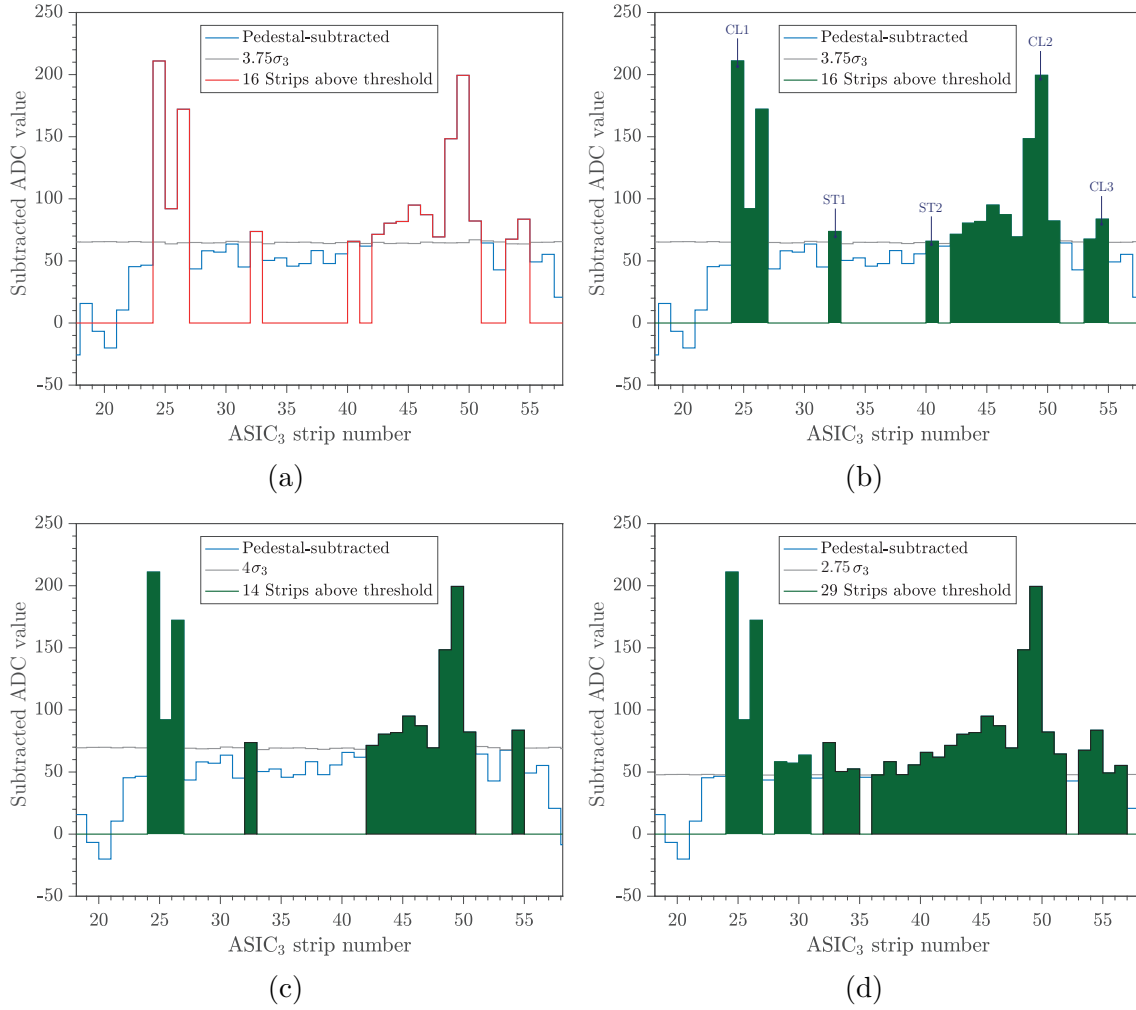 Pedestal-subtracted
3.75σ₃
16 Strips above threshold
Subtracted ADC value
250
200
150
100
50
0
-50
20 25 30 35 40 45 50 55
ASIC₃ strip number
(a)
Pedestal-subtracted
3.75σ₃
16 Strips above threshold
CL1
CL2
ST1
ST2
CL3
Subtracted ADC value
250
200
150
100
50
0
-50
20 25 30 35 40 45 50 55
ASIC₃ strip number
(b)
Pedestal-subtracted
4σ₃
14 Strips above threshold
Subtracted ADC value
250
200
150
100
50
0
-50
20 25 30 35 40 45 50 55
ASIC₃ strip number
(c)
Pedestal-subtracted
2.75σ₃
29 Strips above threshold
Subtracted ADC value
250
200
150
100
50
0
-50
20 25 30 35 40 45 50 55
ASIC₃ strip number
(d)